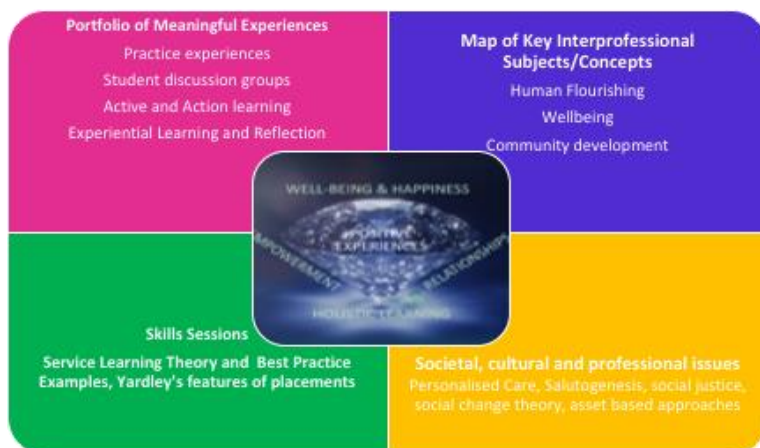 Portfolio of Meaningful Experiences
Practice experiences
Student discussion groups
Active and Action learning
Experiential Learning and Reflection
Map of Key Interprofessional
Subjects/Concepts
Human Flourishing
Wellbeing
Community development
WELL-BEING & HAPPINESS
POSITIVE
EXPERIENCES
EMPOWERMENT
RELATIONSHIPS
HOLISTIC LEARNING
Skills Sessions
Service Learning Theory and Best Practice
Examples, Yardley's features of placements
Societal, cultural and professional issues
Personalised Care, Salutogenesis, social justice,
social change theory, asset based approaches